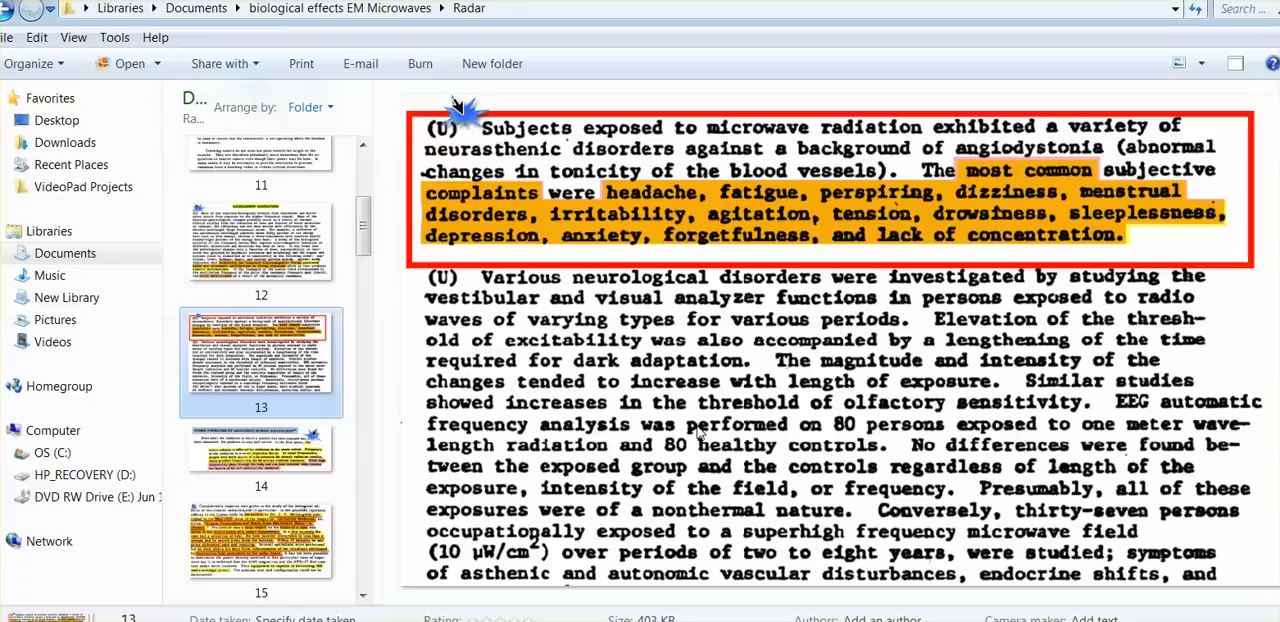 Libraries ▸ Documents ▸ biological effects EM Microwaves ▸ Radar
Search ...
ile Edit View Tools Help
Organize Open Share with Print E-mail Burn New folder
Favorites
Desktop
Downloads
Recent Places
VideoPad Projects
Libraries
Documents
Music
New Library
Pictures
Videos
Homegroup
Computer
OS (C:)
HP_RECOVERY (D:)
DVD RW Drive (E:) Jun 1
Network
D...
Ra...
Arrange by: Folder
11
12
13
14
15
(U) Subjects exposed to microwave radiation exhibited a variety of
neurasthenic disorders against a background of angiodystonia (abnormal
changes in tonicity of the blood vessels). The most common subjective
complaints were headache, fatigue, perspiring, dizziness, menstrual
disorders, irritability, agitation, tension, drowsiness, sleeplessness,
depression, anxiety, forgetfulness, and lack of concentration.
(U) Various neurological disorders were investigated by studying the
vestibular and visual analyzer functions in persons exposed to radio
waves of varying types for various periods. Elevation of the thresh-
old of excitability was also accompanied by a lengthening of the time
required for dark adaptation. The magnitude and intensity of the
changes tended to increase with length of exposure. Similar studies
showed increases in the threshold of olfactory sensitivity. EEG automatic
frequency analysis was performed on 80 persons exposed to one meter wave-
length radiation and 80 healthy controls. No differences were found be-
tween the exposed group and the controls regardless of length of the
exposure, intensity of the field, or frequency. Presumably, all of these
exposures were of a nonthermal nature. Conversely, thirty-seven persons
occupationally exposed to a superhigh frequency microwave field
(10 μW/cm²) over periods of two to eight years, were studied; symptoms
of asthenic and autonomic vascular disturbances, endocrine shifts, and
13
Date taken: Specify date taken
Rating:
Size: 403 KB
Authors: Add an author
Camera maker: Add text